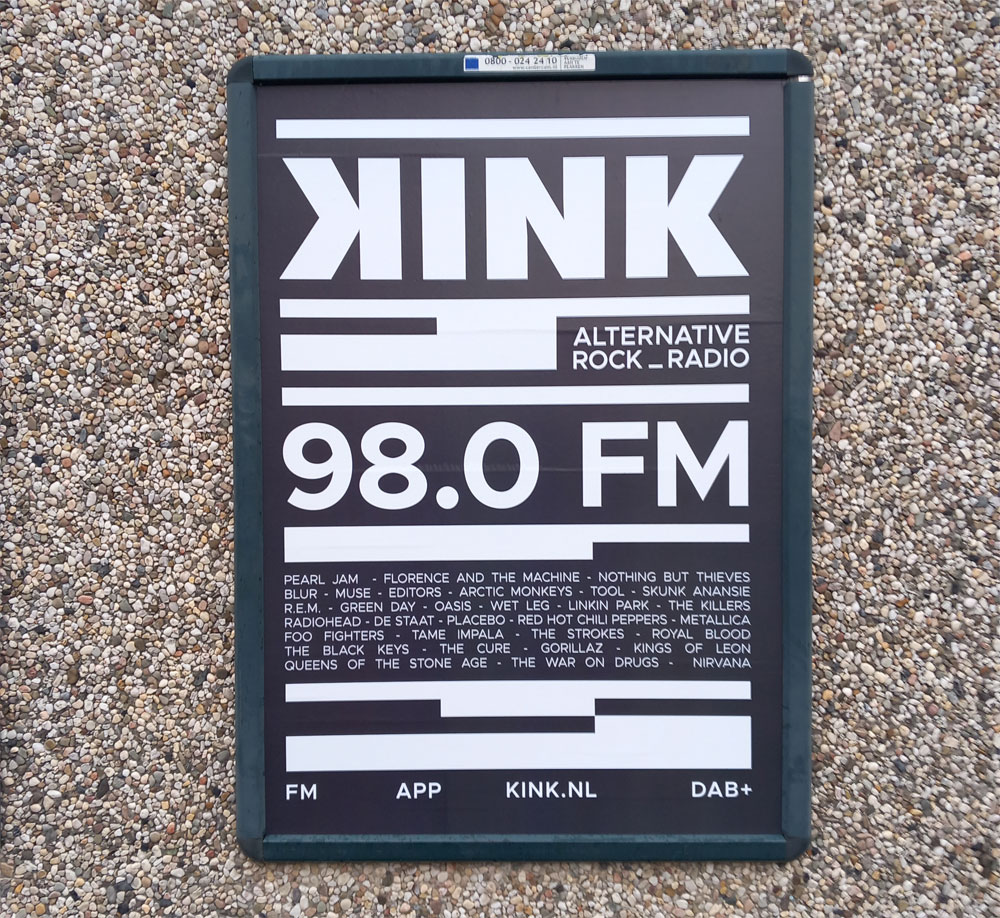 0800 - 024 24 10
KINK
ALTERNATIVE
ROCK _ RADIO
98.0 FM
PEARL JAM - FLORENCE AND THE MACHINE - NOTHING BUT THIEVES
BLUR - MUSE - EDITORS - ARCTIC MONKEYS - TOOL - SKUNK ANANSIE
R.E.M. - GREEN DAY - OASIS - WET LEG - LINKIN PARK - THE KILLERS
RADIOHEAD - DE STAAT - PLACEBO - RED HOT CHILI PEPPERS - METALLICA
FOO FIGHTERS - TAME IMPALA - THE STROKES - ROYAL BLOOD
THE BLACK KEYS - THE CURE - GORILLAZ - KINGS OF LEON
QUEENS OF THE STONE AGE - THE WAR ON DRUGS - NIRVANA
FM APP KINK.NL DAB+